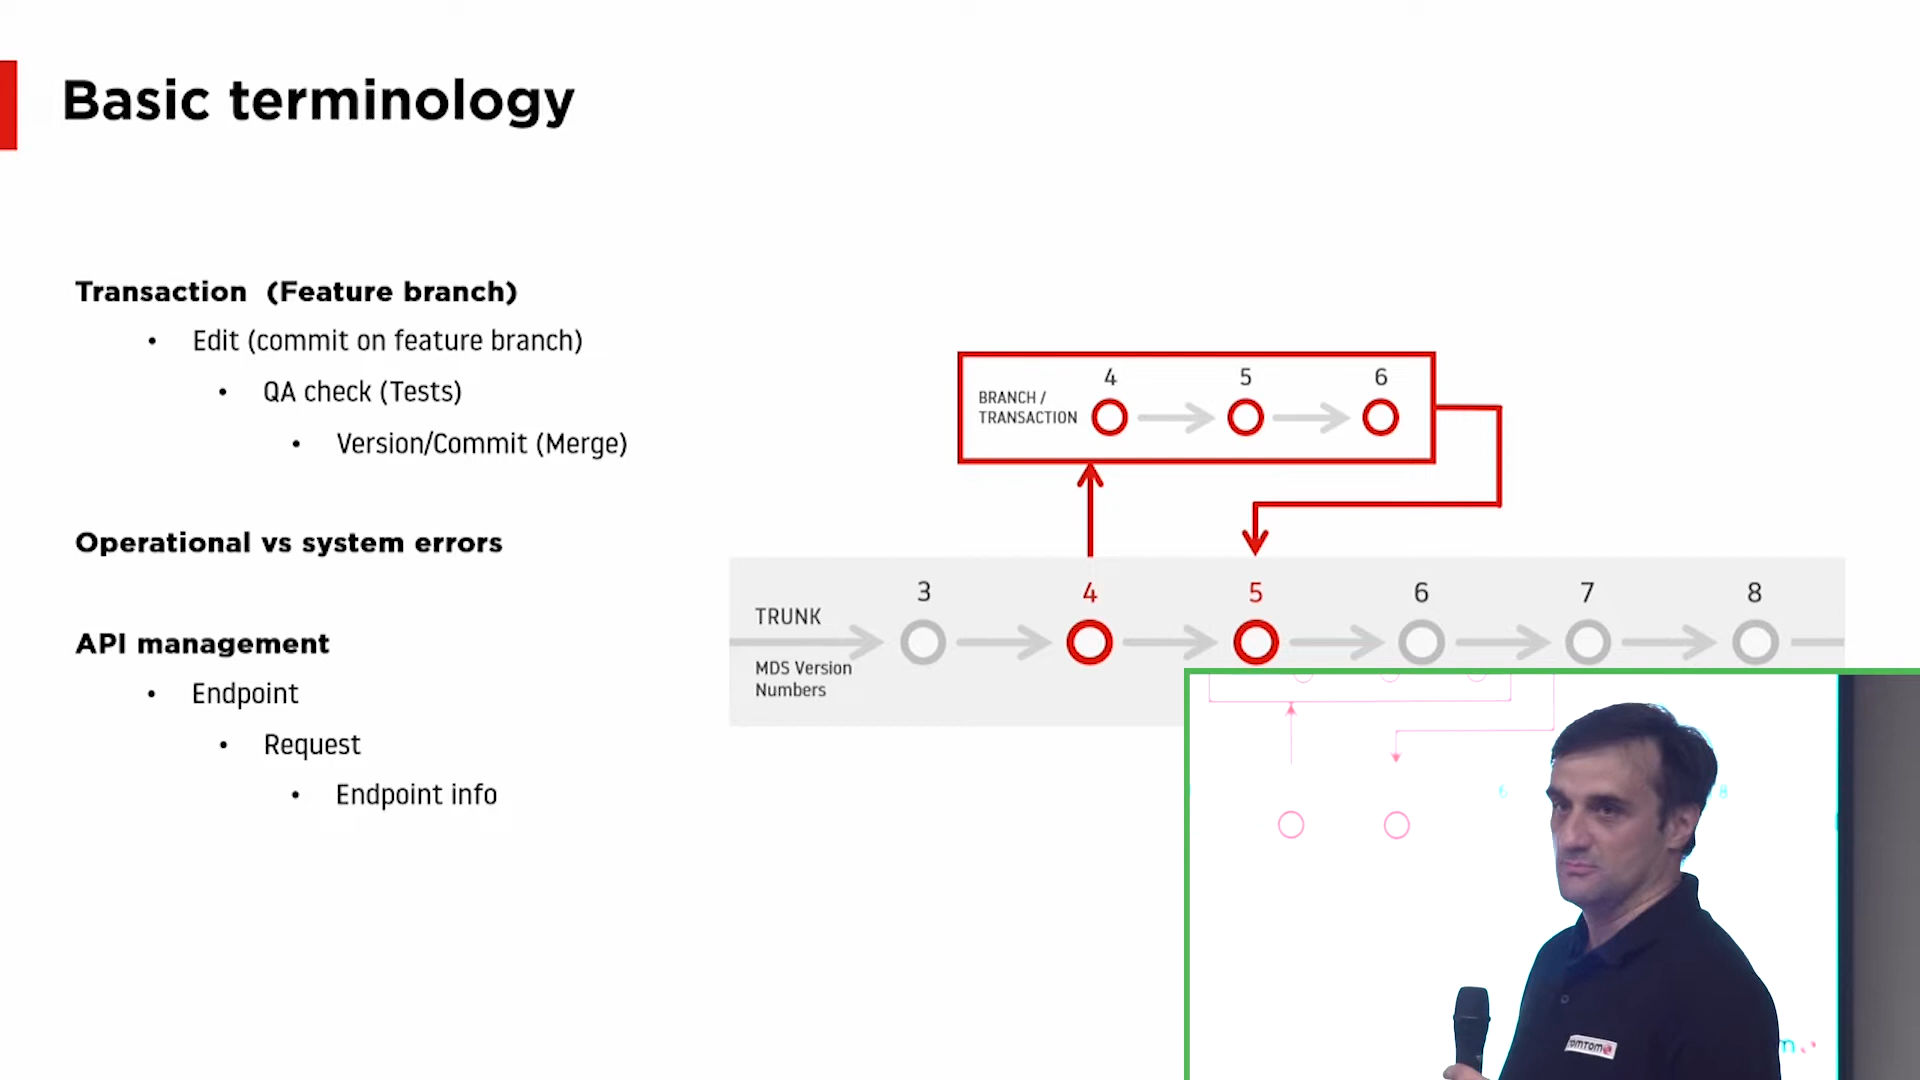 Basic terminology
Transaction (Feature branch)
• Edit (commit on feature branch)
• QA check (Tests)
• Version/Commit (Merge)
Operational vs system errors
API management
• Endpoint
• Request
• Endpoint info
4 5 6
BRANCH /
TRANSACTION
3 4 5 6 7 8
TRUNK
MDS Version
Numbers
6 8